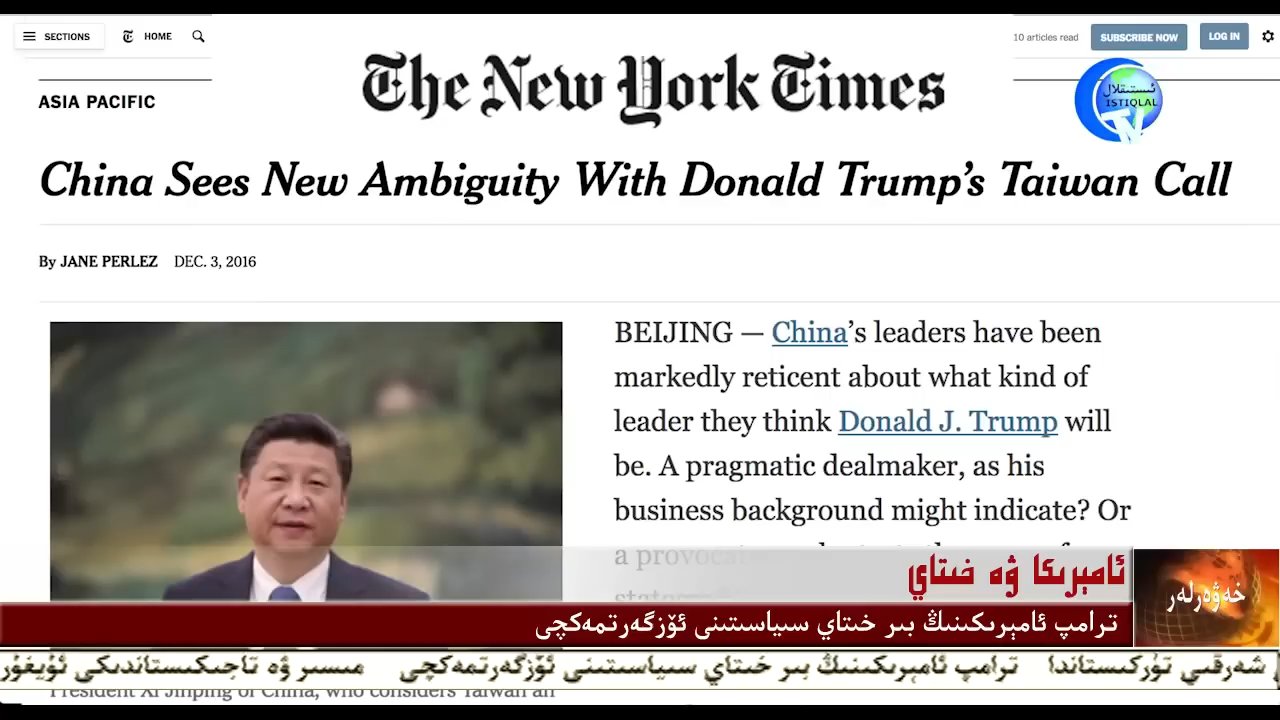 SECTIONS
HOME
10 articles read
SUBSCRIBE NOW
LOG IN
The New York Times
ASIA PACIFIC
ئىستىقلال
ISTIQLAL
TV
China Sees New Ambiguity With Donald Trump's Taiwan Call
By JANE PERLEZ DEC. 3, 2016
BEIJING — China's leaders have been
markedly reticent about what kind of
leader they think Donald J. Trump will
be. A pragmatic dealmaker, as his
business background might indicate? Or
a
ئامېرىكا ۋە خىتاي
خەۋەرلەر
ترامپ ئامېرىكىنىڭ بىر خىتاي سىياسىتىنى ئۆزگەرتمەكچى
شەرقىي تۈركىستاندا ترامپ ئامېرىكىنىڭ بىر خىتاي سىياسىتىنى ئۆزگەرتمەكچى مىسىر ۋە تاجىكىستاندىكى ئۇيغۇر
President Xi Jinping of China, who considers Taiwan an